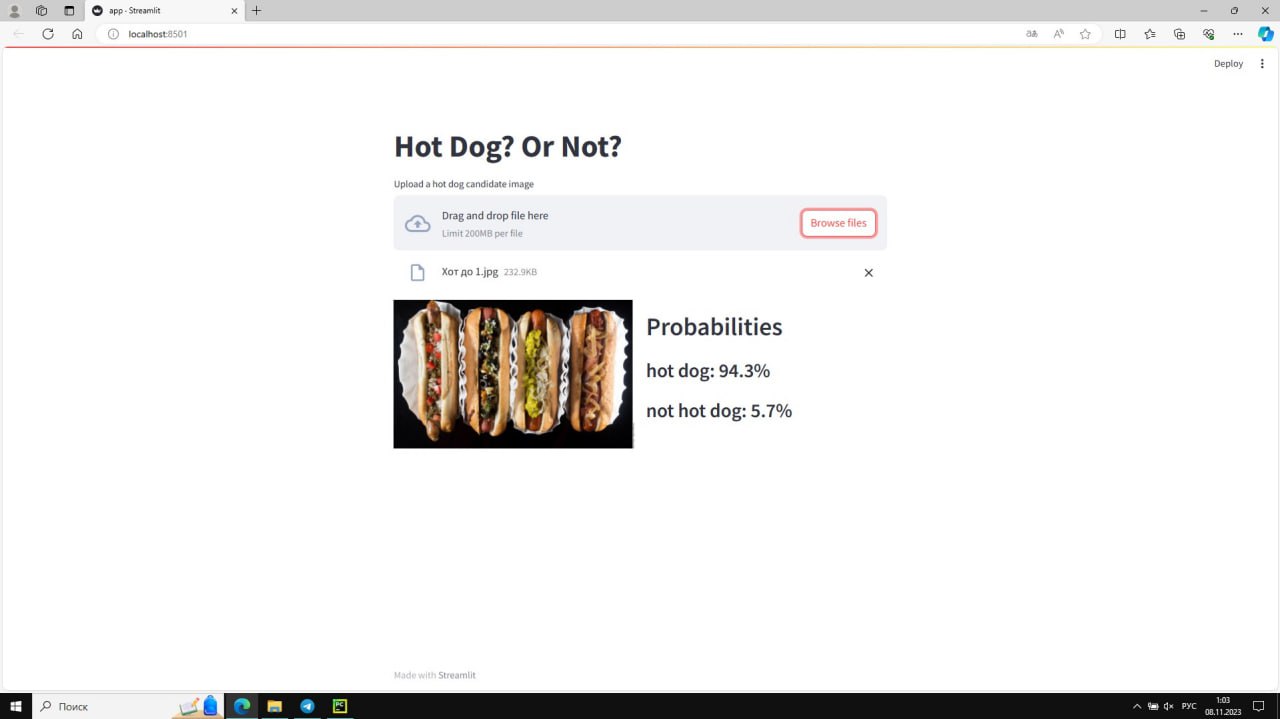 app - Streamlit
localhost:8501
Deploy
Hot Dog? Or Not?
Upload a hot dog candidate image
Drag and drop file here
Limit 200MB per file
Browse files
Хот до 1.jpg 232.9KB
Probabilities
hot dog: 94.3%
not hot dog: 5.7%
Made with Streamlit
Поиск
PC
РУС
1:03
08.11.2023